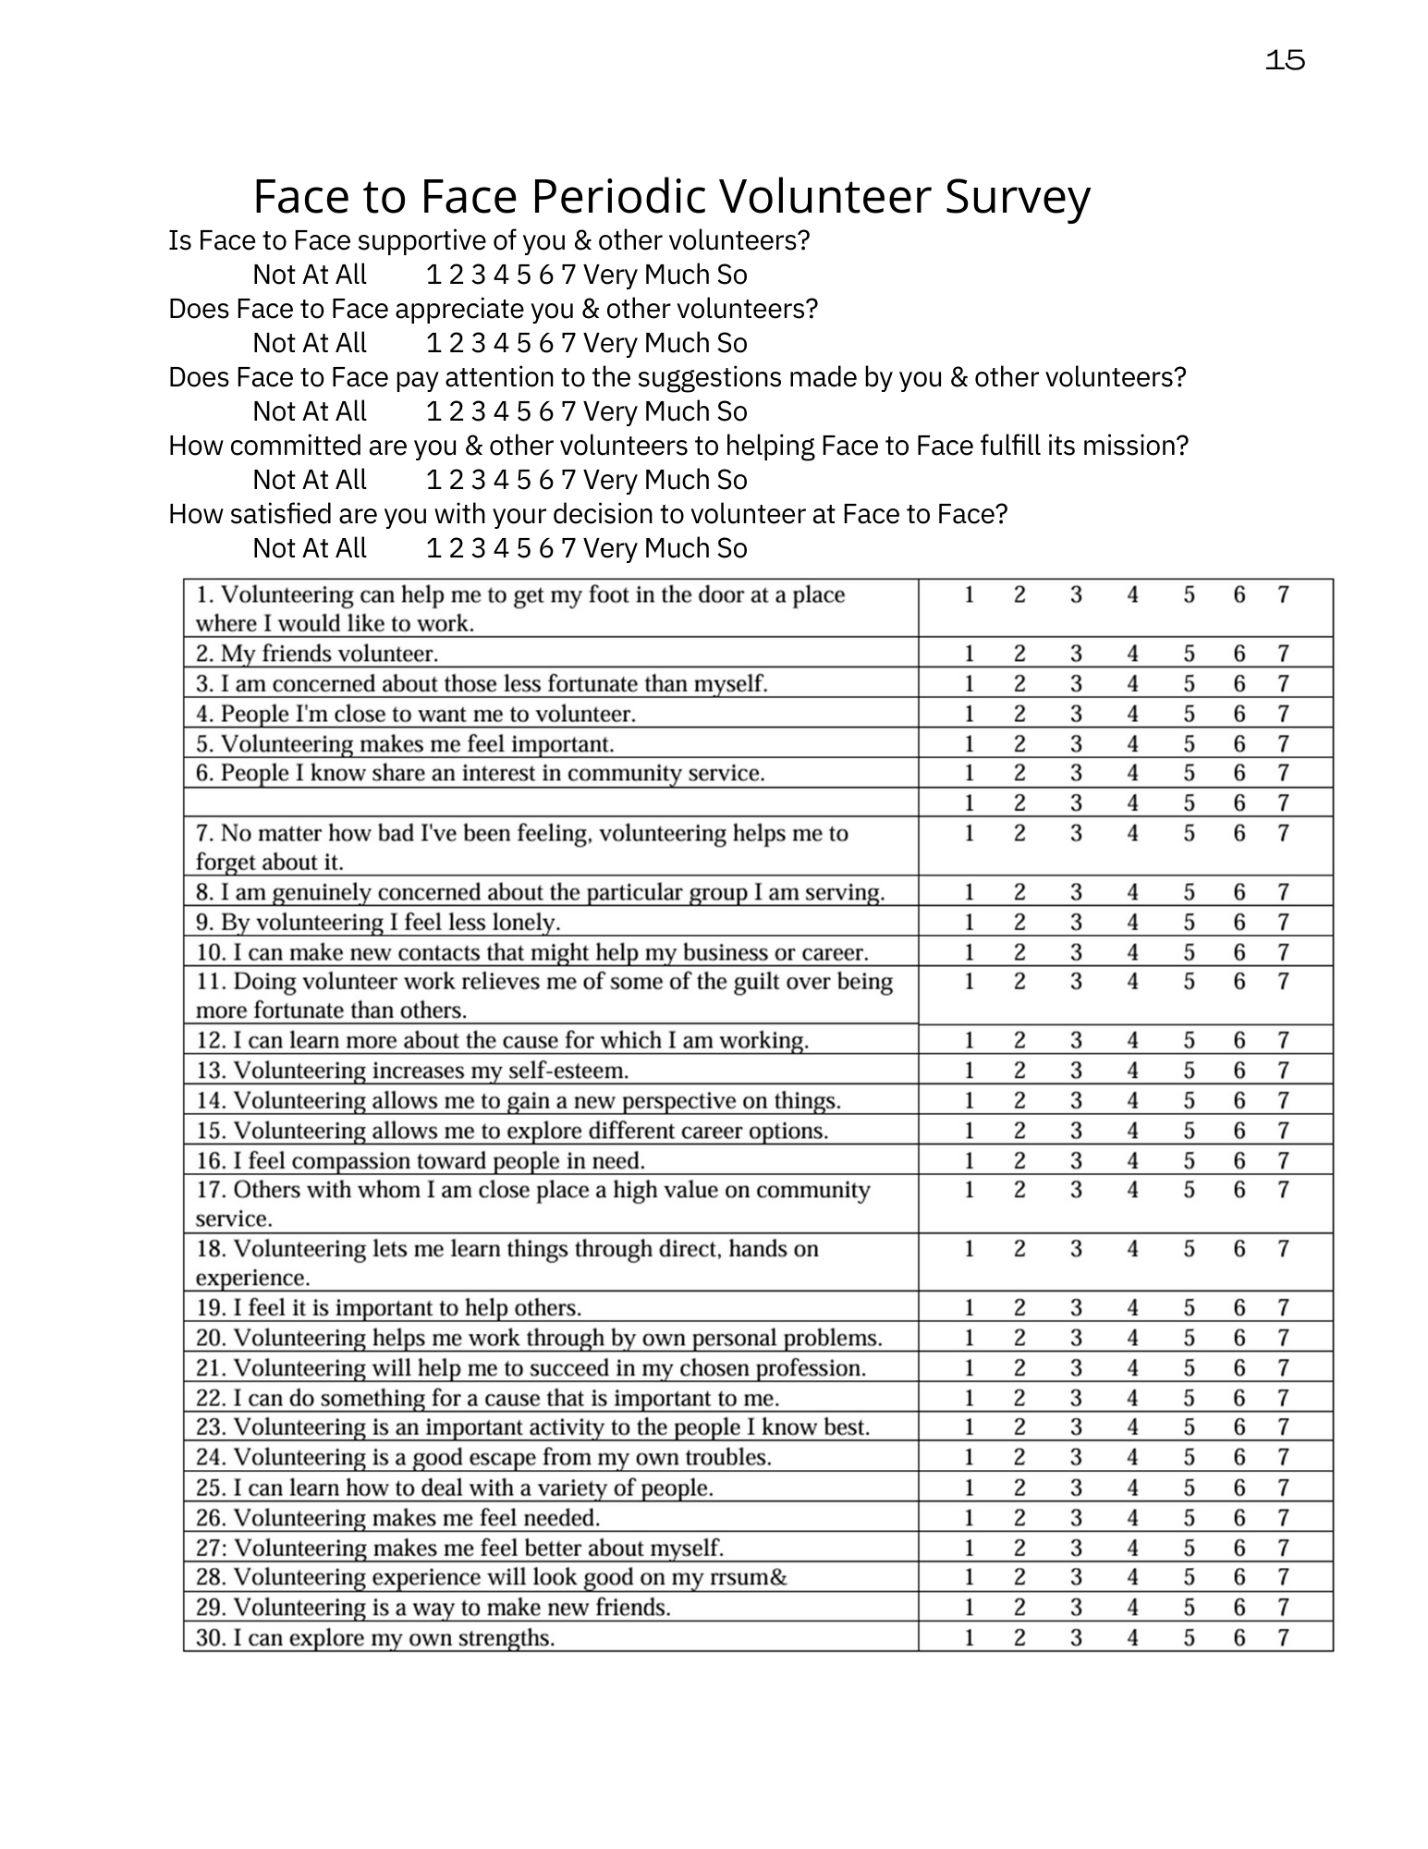 15
Face to Face Periodic Volunteer Survey
Is Face to Face supportive of you & other volunteers?
Not At All 1 2 3 4 5 6 7 Very Much So
Does Face to Face appreciate you & other volunteers?
Not At All 1 2 3 4 5 6 7 Very Much So
Does Face to Face pay attention to the suggestions made by you & other volunteers?
Not At All 1 2 3 4 5 6 7 Very Much So
How committed are you & other volunteers to helping Face to Face fulfill its mission?
Not At All 1 2 3 4 5 6 7 Very Much So
How satisfied are you with your decision to volunteer at Face to Face?
Not At All 1 2 3 4 5 6 7 Very Much So
1. Volunteering can help me to get my foot in the door at a place 1 2 3 4 5 6 7
where I would like to work.
2. My friends volunteer. 1 2 3 4 5 6 7
3. I am concerned about those less fortunate than myself. 1 2 3 4 5 6 7
4. People I'm close to want me to volunteer. 1 2 3 4 5 6 7
5. Volunteering makes me feel important. 1 2 3 4 5 6 7
6. People I know share an interest in community service. 1 2 3 4 5 6 7
1 2 3 4 5 6 7
7. No matter how bad I've been feeling, volunteering helps me to 1 2 3 4 5 6 7
forget about it.
8. I am genuinely concerned about the particular group I am serving. 1 2 3 4 5 6 7
9. By volunteering I feel less lonely. 1 2 3 4 5 6 7
10. I can make new contacts that might help my business or career. 1 2 3 4 5 6 7
11. Doing volunteer work relieves me of some of the guilt over being 1 2 3 4 5 6 7
more fortunate than others.
12. I can learn more about the cause for which I am working. 1 2 3 4 5 6 7
13. Volunteering increases my self-esteem. 1 2 3 4 5 6 7
14. Volunteering allows me to gain a new perspective on things. 1 2 3 4 5 6 7
15. Volunteering allows me to explore different career options. 1 2 3 4 5 6 7
16. I feel compassion toward people in need. 1 2 3 4 5 6 7
17. Others with whom I am close place a high value on community 1 2 3 4 5 6 7
service.
18. Volunteering lets me learn things through direct, hands on 1 2 3 4 5 6 7
experience.
19. I feel it is important to help others. 1 2 3 4 5 6 7
20. Volunteering helps me work through by own personal problems. 1 2 3 4 5 6 7
21. Volunteering will help me to succeed in my chosen profession. 1 2 3 4 5 6 7
22. I can do something for a cause that is important to me. 1 2 3 4 5 6 7
23. Volunteering is an important activity to the people I know best. 1 2 3 4 5 6 7
24. Volunteering is a good escape from my own troubles. 1 2 3 4 5 6 7
25. I can learn how to deal with a variety of people. 1 2 3 4 5 6 7
26. Volunteering makes me feel needed. 1 2 3 4 5 6 7
27: Volunteering makes me feel better about myself. 1 2 3 4 5 6 7
28. Volunteering experience will look good on my rrsum& 1 2 3 4 5 6 7
29. Volunteering is a way to make new friends. 1 2 3 4 5 6 7
30. I can explore my own strengths. 1 2 3 4 5 6 7